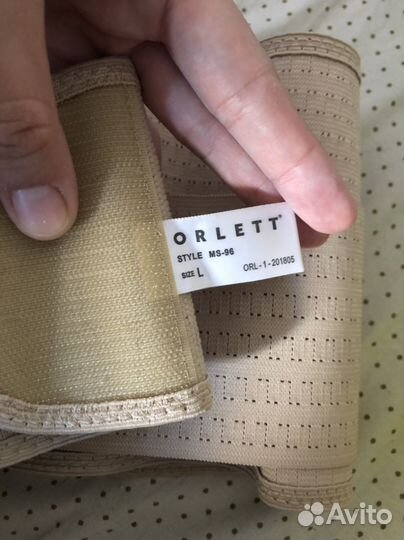 ORLETT®
STYLE MS-96
SIZE L ORL-1-201805
Avito